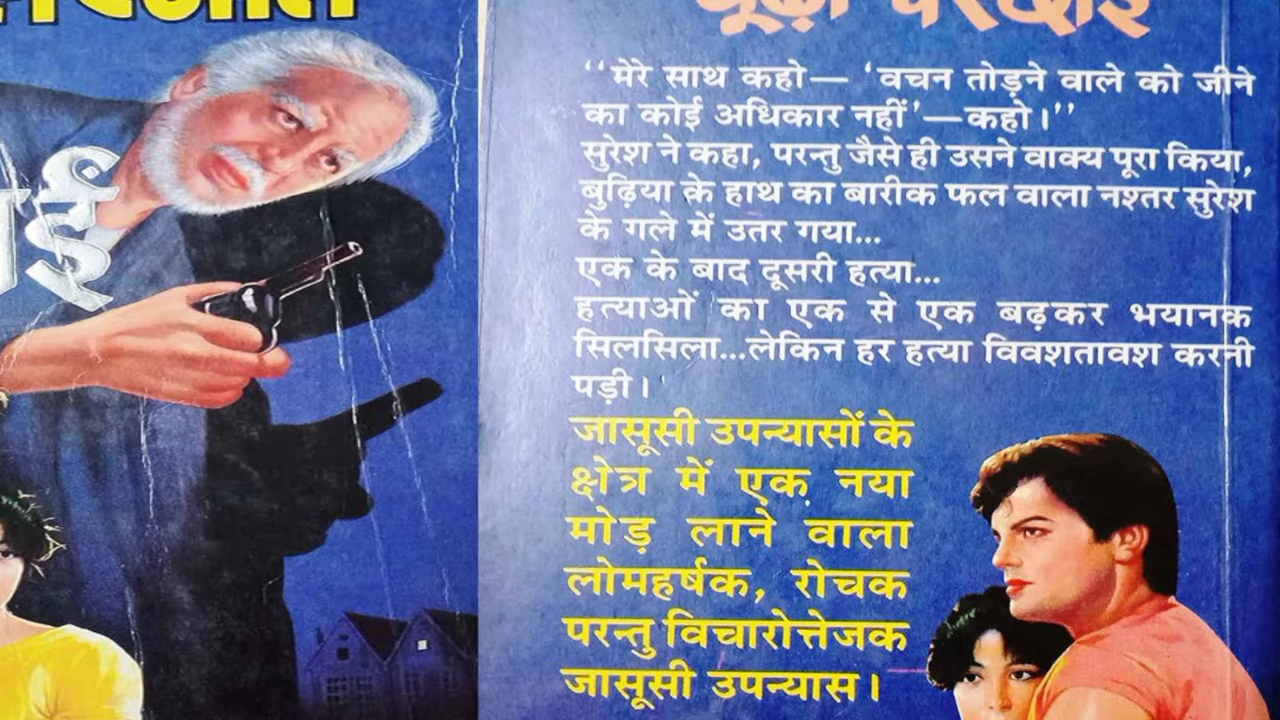 ई
"मेरे साथ कहो— 'वचन तोड़ने वाले को जीने
का कोई अधिकार नहीं'—कहो।"
सुरेश ने कहा, परन्तु जैसे ही उसने वाक्य पूरा किया,
बुढ़िया के हाथ का बारीक फल वाला नश्तर सुरेश
के गले में उतर गया...
एक के बाद दूसरी हत्या...
हत्याओं का एक से एक बढ़कर भयानक
सिलसिला...लेकिन हर हत्या विवशतावश करनी
पड़ी।
जासूसी उपन्यासों के
क्षेत्र में एक नया
मोड़ लाने वाला
लोमहर्षक, रोचक
परन्तु विचारोत्तेजक
जासूसी उपन्यास।